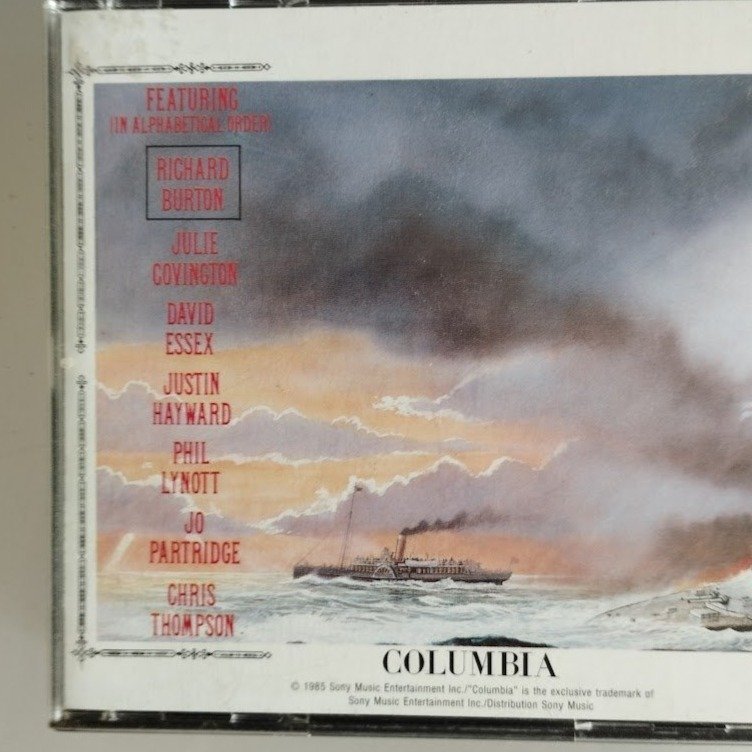 FEATURING
(IN ALPHABETICAL ORDER)
RICHARD
BURTON
JULIE
COVINGTON
DAVID
ESSEX
JUSTIN
HAYWARD
PHIL
LYNOTT
JO
PARTRIDGE
CHRIS
THOMPSON
COLUMBIA
© 1985 Sony Music Entertainment Inc./"Columbia" is the exclusive trademark of
Sony Music Entertainment Inc./Distribution Sony Music